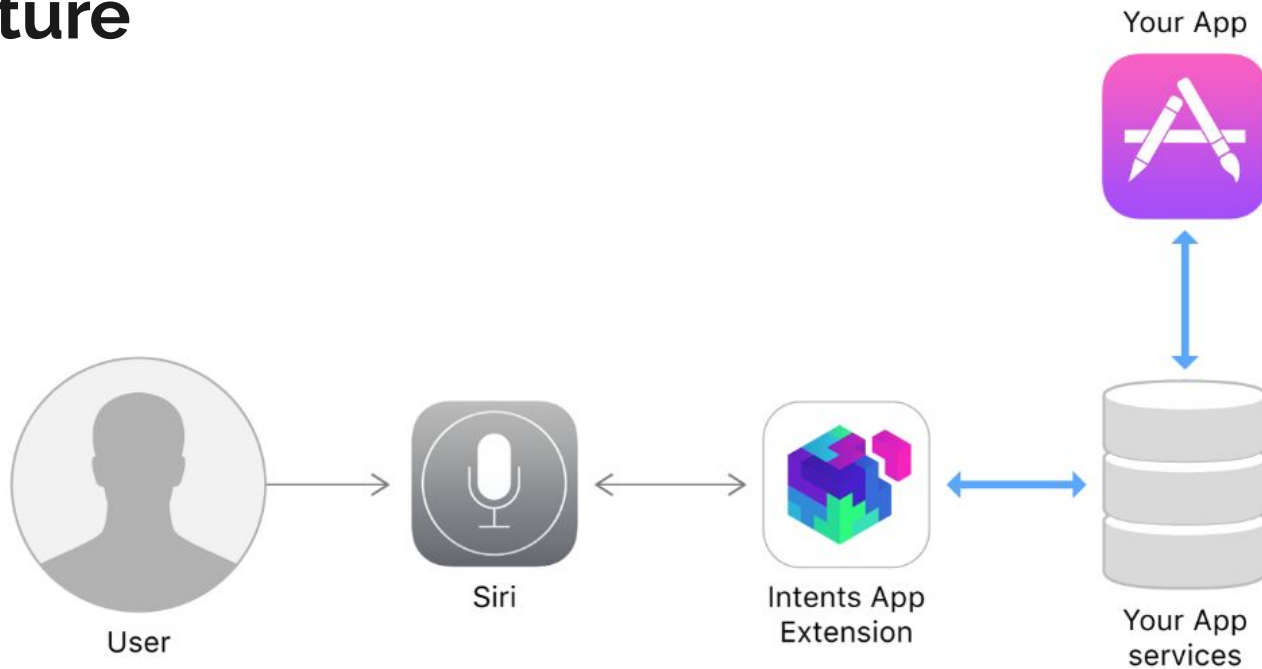 ture
Your App
User
Siri
Intents App
Extension
Your App
services